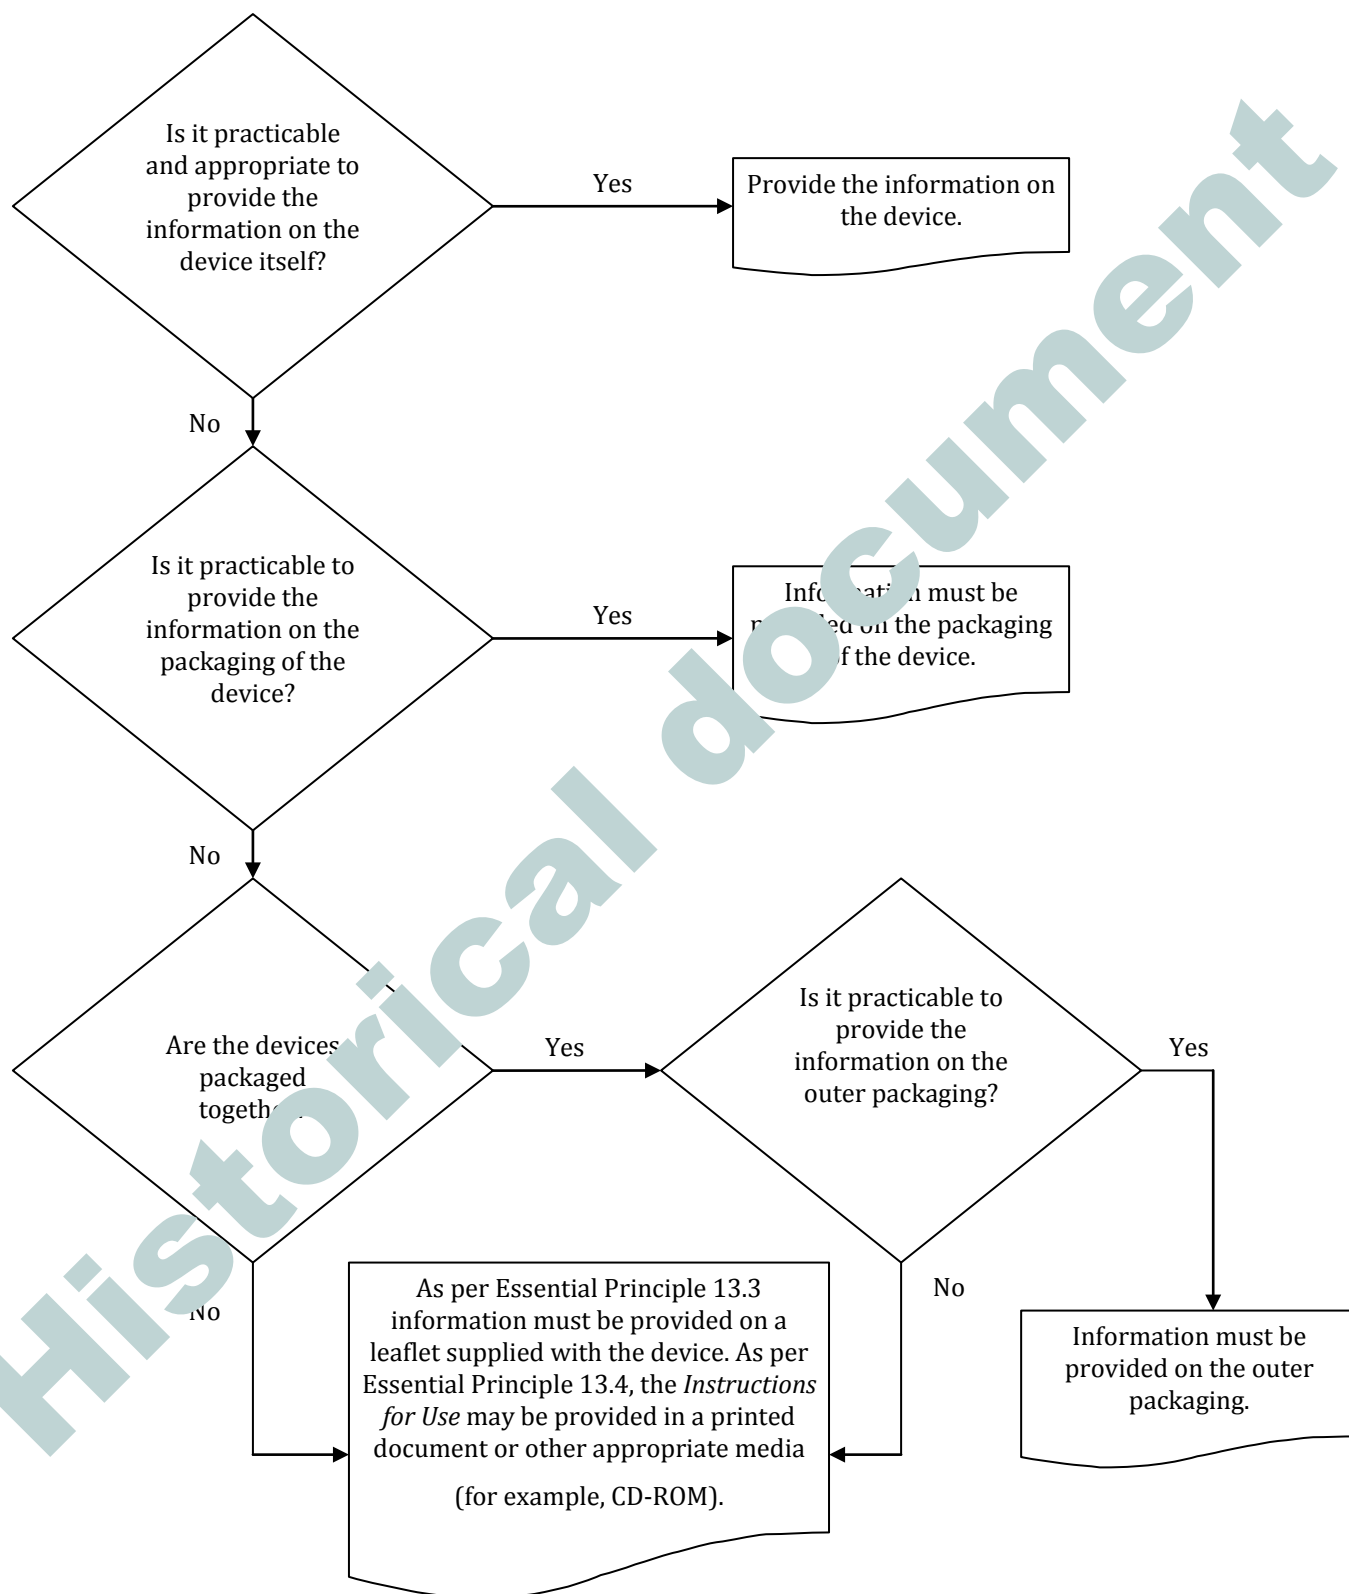 Is it practicable
and appropriate to
provide the
information on the
device itself?
Yes
Provide the information on
the device.
No
Is it practicable to
provide the
information on the
packaging of the
device?
Yes
Information must be
provided on the packaging
of the device.
No
Are the devices
packaged
together
Yes
Is it practicable to
provide the
information on the
outer packaging?
Yes
No
As per Essential Principle 13.3
information must be provided on a
leaflet supplied with the device. As per
Essential Principle 13.4, the Instructions
for Use may be provided in a printed
document or other appropriate media
(for example, CD-ROM).
No
Information must be
provided on the outer
packaging.
Historical document